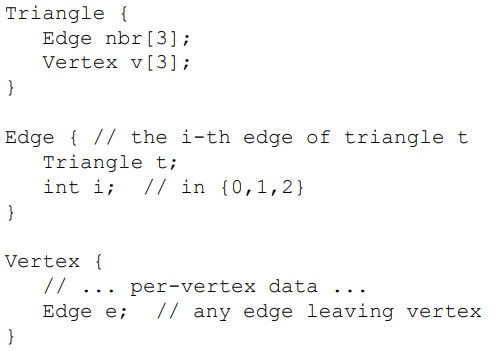 Triangle {
   Edge nbr[3];
   Vertex v[3];
}

Edge { // the i-th edge of triangle t
   Triangle t;
   int i;  // in {0,1,2}
}

Vertex {
   // ... per-vertex data ...
   Edge e;  // any edge leaving vertex
}